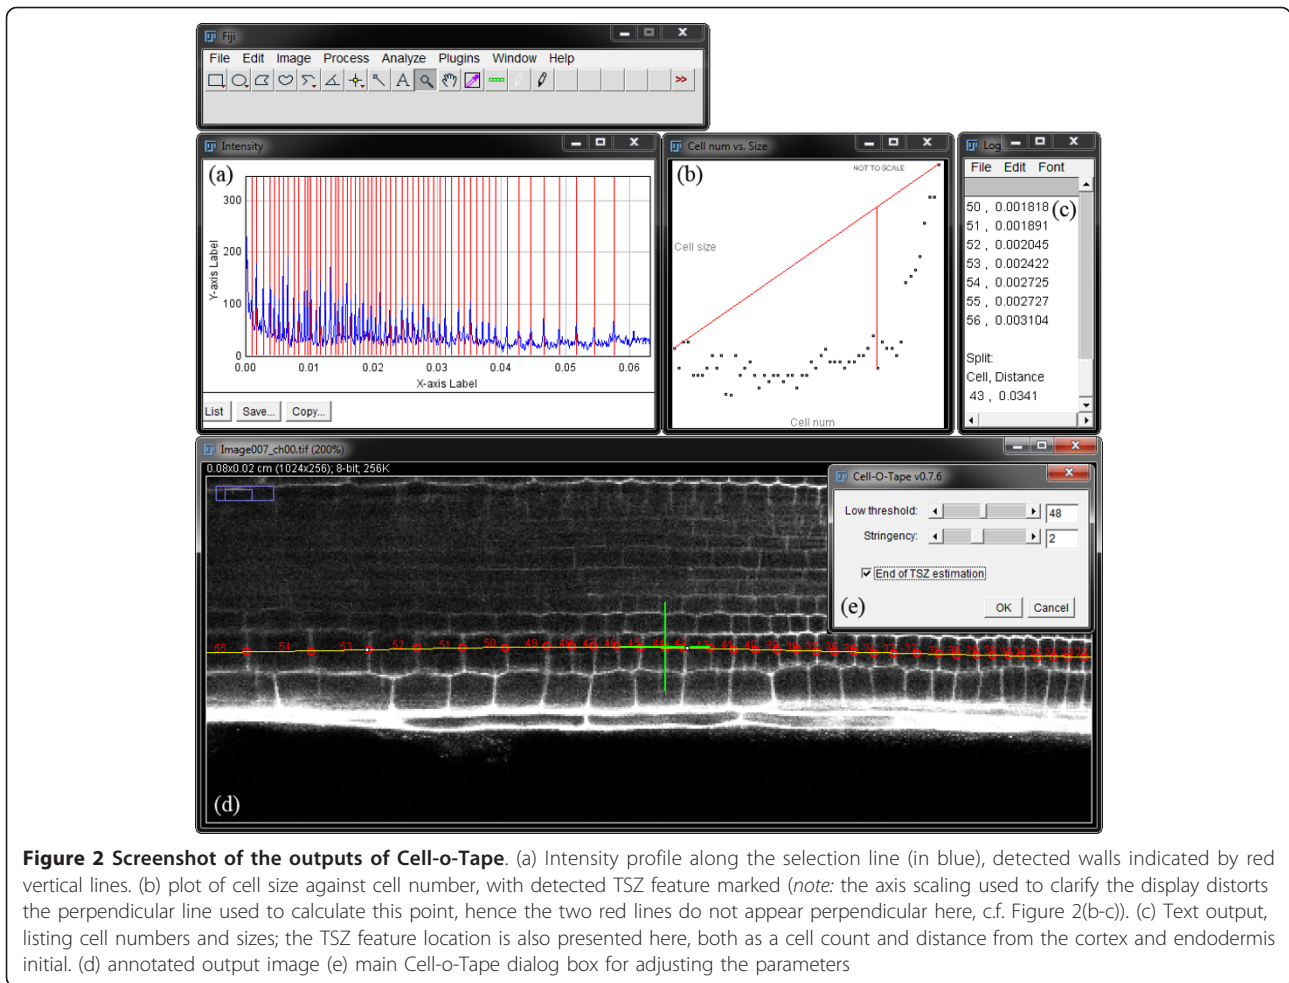 Fiji
File Edit Image Process Analyze Plugins Window Help
A
>>
Intensity
(a)
Y-axis Label
300
200
100
0
0.00 0.01 0.02 0.03 0.04 0.05 0.06
X-axis Label
List Save... Copy...
Cell num vs. Size
(b)
NOT TO SCALE
Cell size
Cell num
Log
File Edit Font
(c)
50 , 0.001818
51 , 0.001891
52 , 0.002045
53 , 0.002422
54 , 0.002725
55 , 0.002727
56 , 0.003104
Split:
Cell, Distance
43 , 0.0341
Image007_ch00.tif (200%)
0.08x0.02 cm (1024x256); 8-bit; 256K
55 54 53 52 51 50 49 48 47 46 45
(d)
Cell-O-Tape v0.7.6
Low threshold: 48
Stringency: 2
End of TSZ estimation
(e)
OK Cancel
Figure 2 Screenshot of the outputs of Cell-o-Tape. (a) Intensity profile along the selection line (in blue), detected walls indicated by red
vertical lines. (b) plot of cell size against cell number, with detected TSZ feature marked (note: the axis scaling used to clarify the display distorts
the perpendicular line used to calculate this point, hence the two red lines do not appear perpendicular here, c.f. Figure 2(b-c)). (c) Text output,
listing cell numbers and sizes; the TSZ feature location is also presented here, both as a cell count and distance from the cortex and endodermis
initial. (d) annotated output image (e) main Cell-o-Tape dialog box for adjusting the parameters